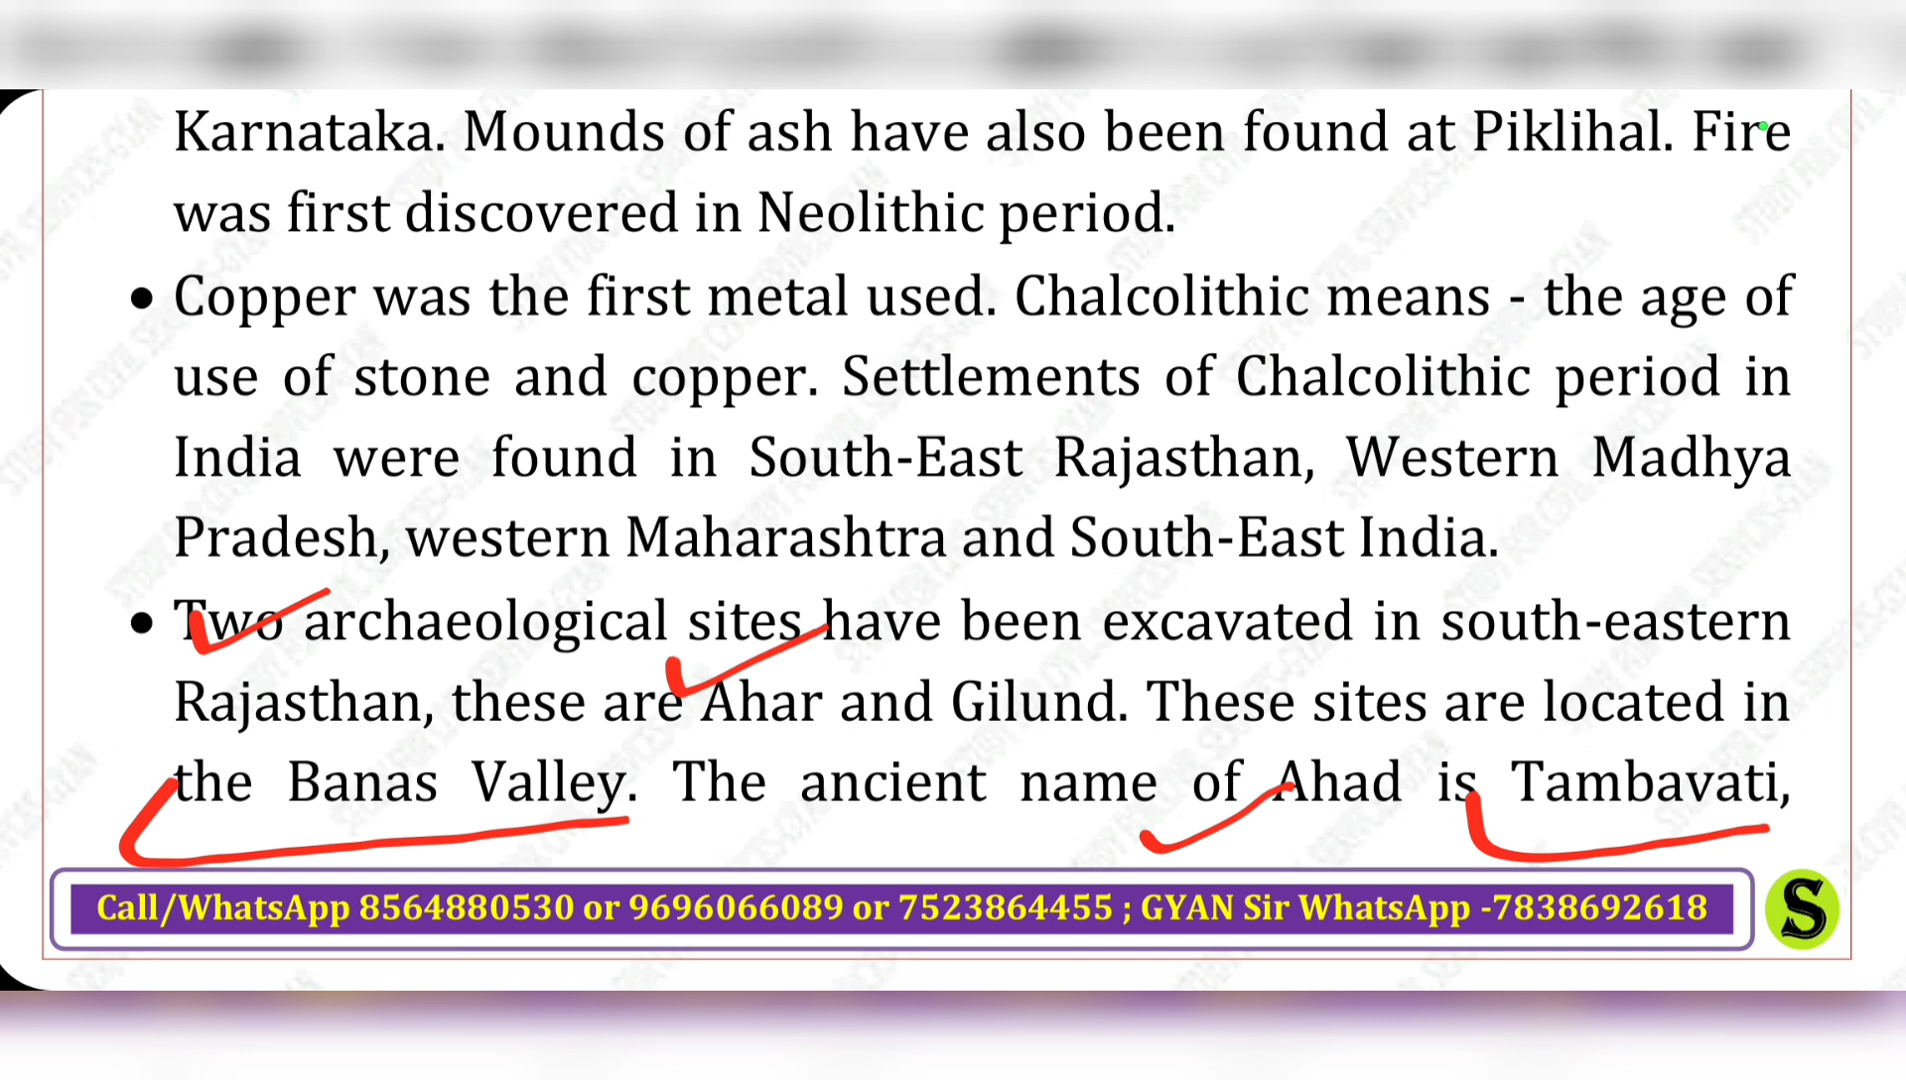 Karnataka. Mounds of ash have also been found at Piklihal. Fire
was first discovered in Neolithic period.
• Copper was the first metal used. Chalcolithic means - the age of
use of stone and copper. Settlements of Chalcolithic period in
India were found in South-East Rajasthan, Western Madhya
Pradesh, western Maharashtra and South-East India.
• Two archaeological sites have been excavated in south-eastern
Rajasthan, these are Ahar and Gilund. These sites are located in
the Banas Valley. The ancient name of Ahad is Tambavati,
Call/WhatsApp 8564880530 or 9696066089 or 7523864455 ; GYAN Sir WhatsApp -7838692618
S